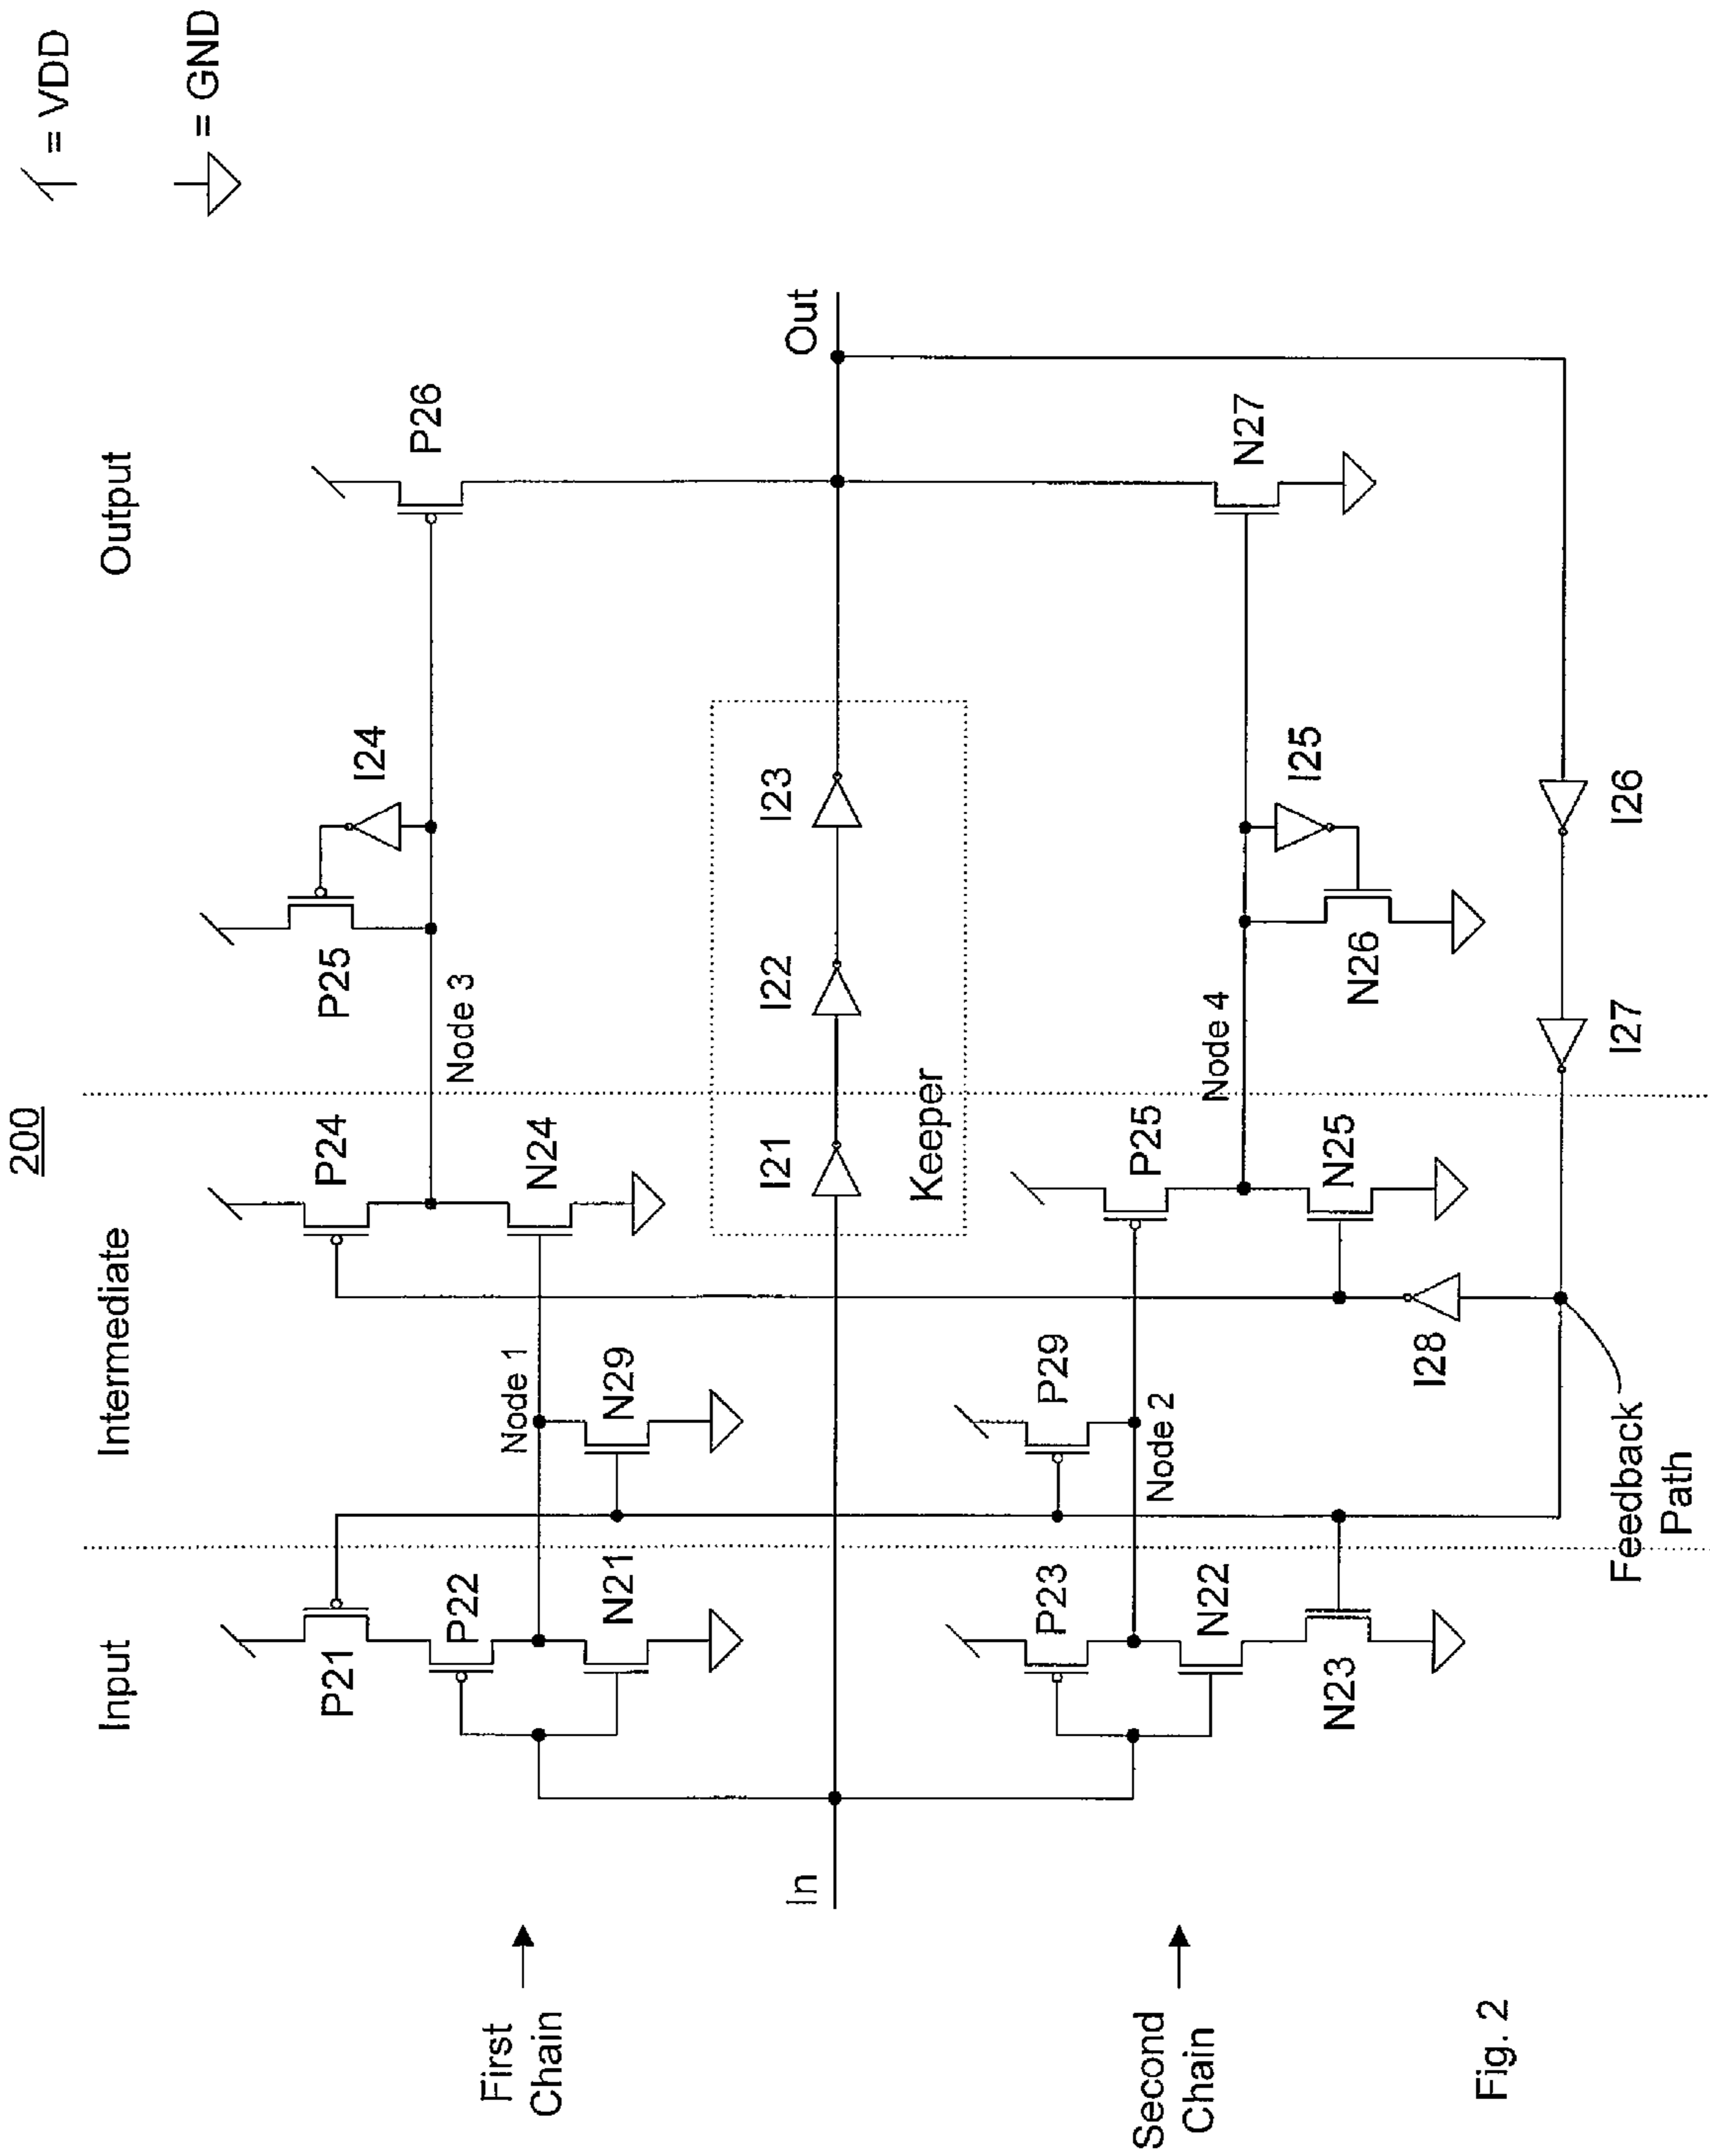 200
= VDD
= GND
Input
Intermediate
Output
First
Chain
Second
Chain
P21
P22
N21
Node 1
N29
P24
N24
Node 3
P25
I24
P26
In
I21
I22
I23
Keeper
Out
P23
N22
N23
Node 2
P29
P25
N25
I28
Node 4
N26
I25
N27
I27
I26
Feedback
Path
Fig. 2